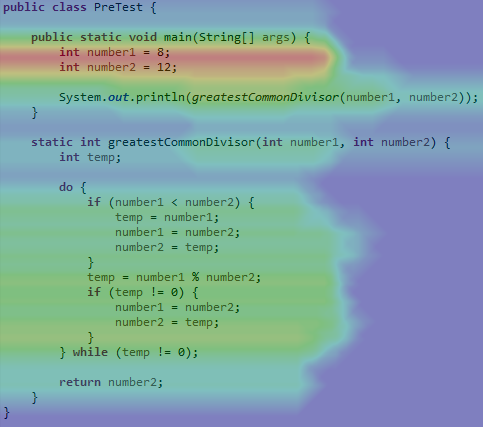 public class PreTest {
    public static void main(String[] args) {
        int number1 = 8;
        int number2 = 12;
        System.out.println(greatestCommonDivisor(number1, number2));
    }
    static int greatestCommonDivisor(int number1, int number2) {
        int temp;
        do {
            if (number1 < number2) {
                temp = number1;
                number1 = number2;
                number2 = temp;
            }
            temp = number1 % number2;
            if (temp != 0) {
                number1 = number2;
                number2 = temp;
            }
        } while (temp != 0);
        return number2;
    }
}